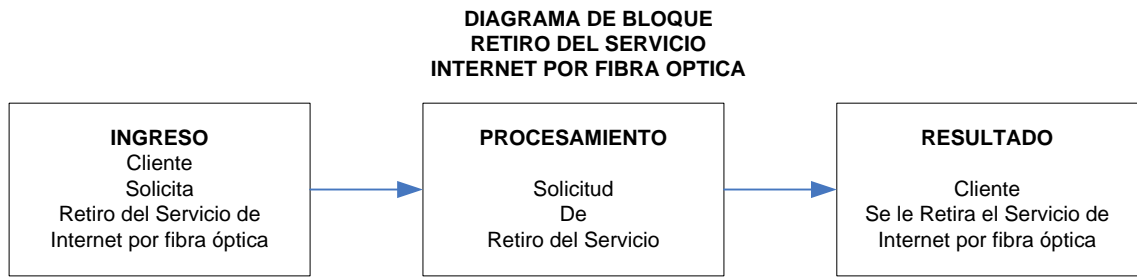 DIAGRAMA DE BLOQUE
RETIRO DEL SERVICIO
INTERNET POR FIBRA OPTICA
INGRESO
Cliente
Solicita
Retiro del Servicio de
Internet por fibra óptica
PROCESAMIENTO
Solicitud
De
Retiro del Servicio
RESULTADO
Cliente
Se le Retira el Servicio de
Internet por fibra óptica